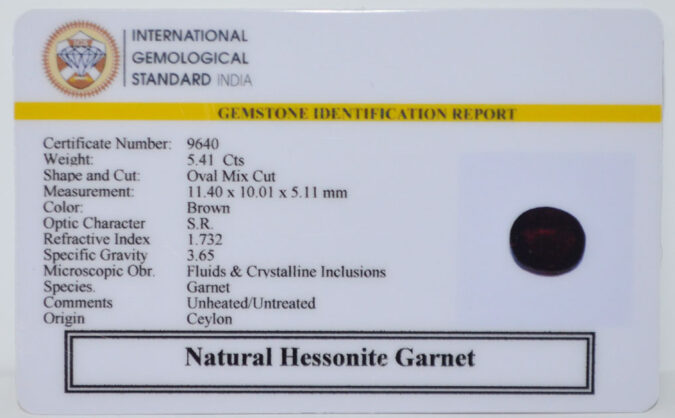 INTERNATIONAL
GEMOLOGICAL
STANDARD INDIA
GEMSTONE IDENTIFICATION REPORT
Certificate Number: 9640
Weight: 5.41 Cts
Shape and Cut: Oval Mix Cut
Measurement: 11.40 x 10.01 x 5.11 mm
Color: Brown
Optic Character S.R.
Refractive Index 1.732
Specific Gravity 3.65
Microscopic Obr. Fluids & Crystalline Inclusions
Species. Garnet
Comments Unheated/Untreated
Origin Ceylon
Natural Hessonite Garnet